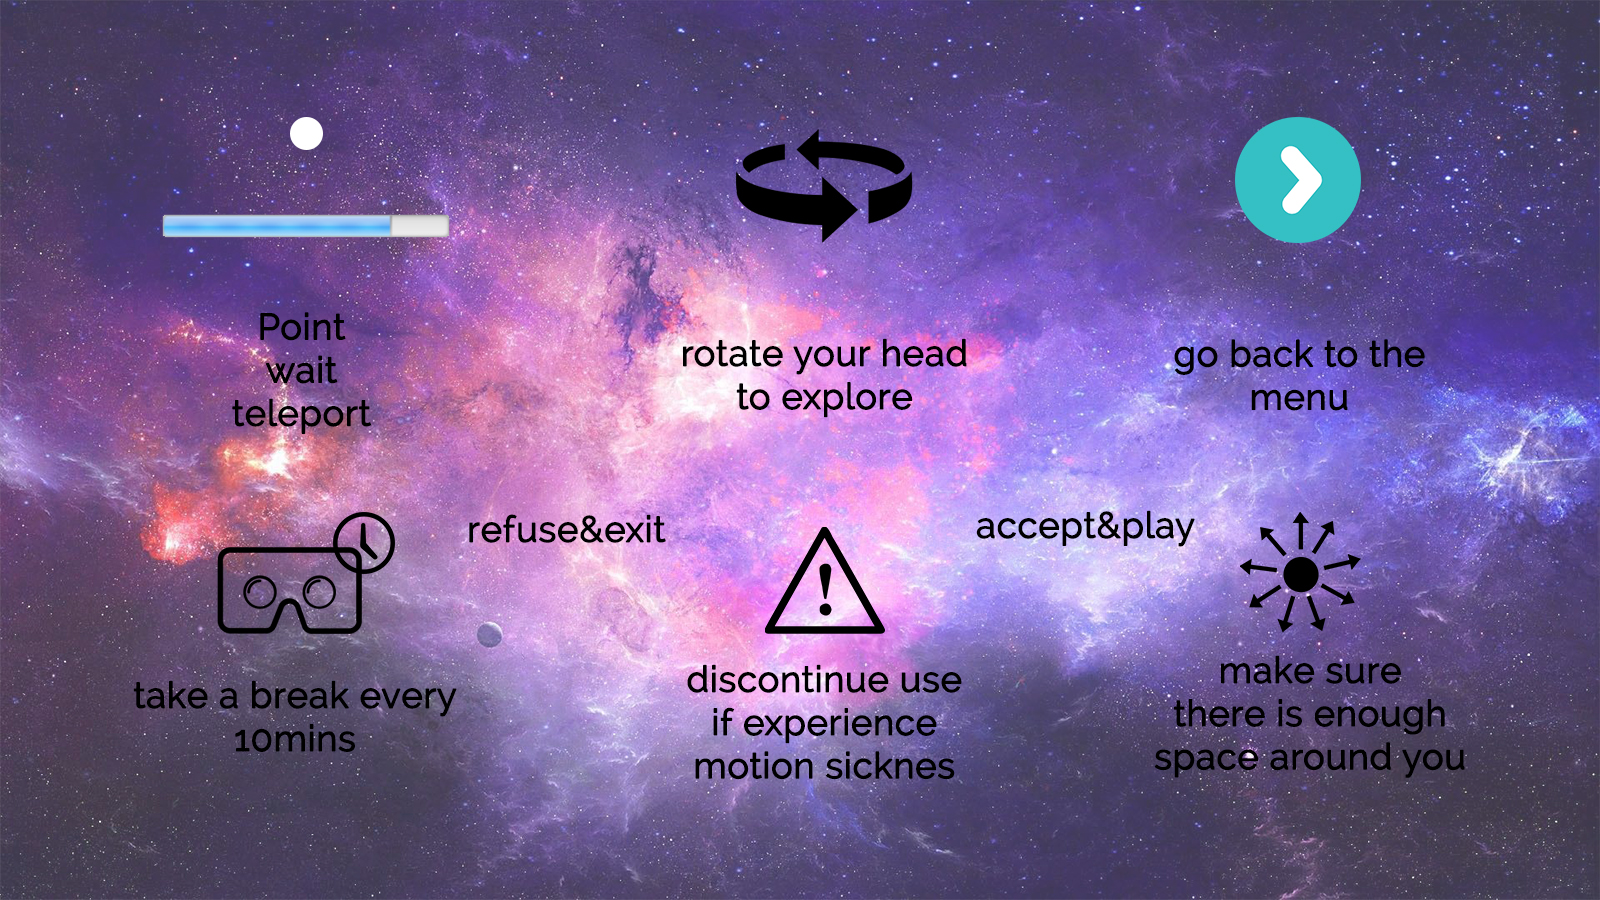 Point
wait
teleport
rotate your head
to explore
go back to the
menu
refuse&exit
accept&play
take a break every
10mins
discontinue use
if experience
motion sicknes
make sure
there is enough
space around you